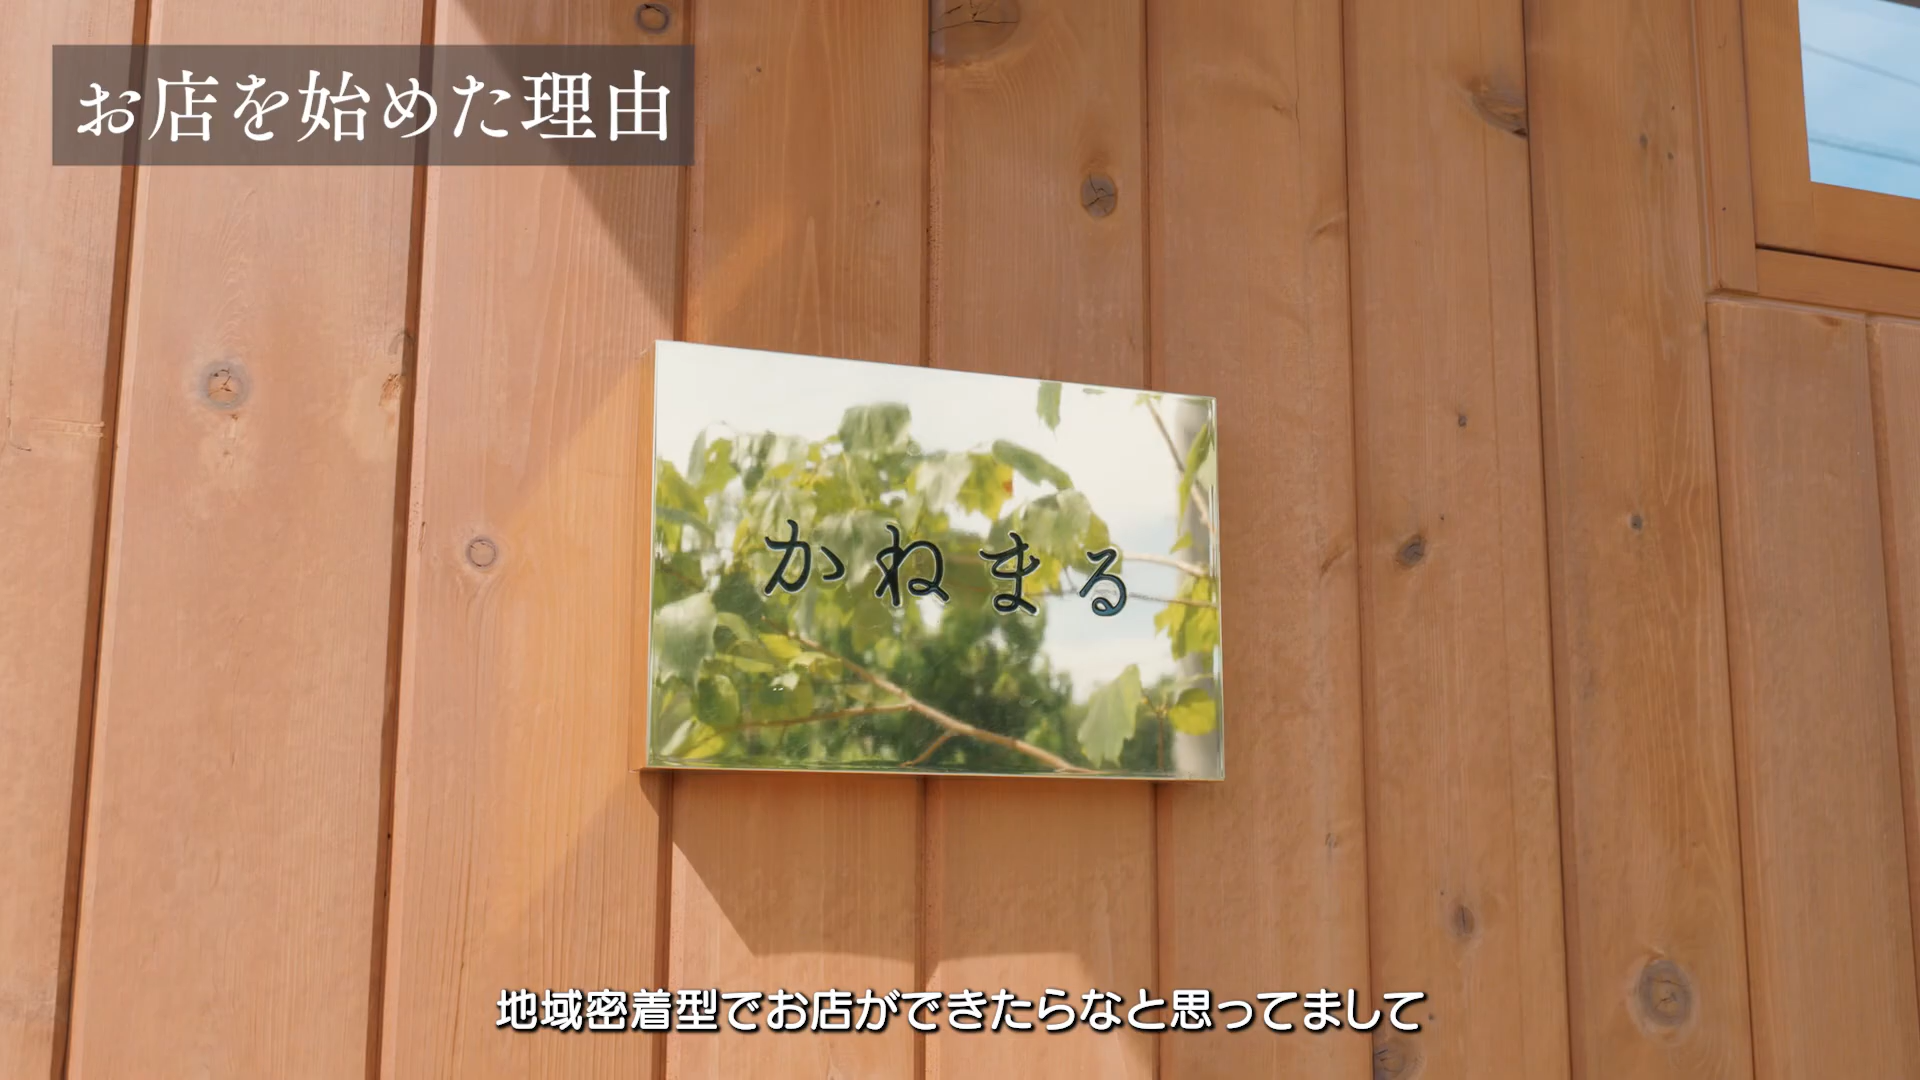 お店を始めた理由
かねまる
地域密着型でお店ができたらなと思ってまして